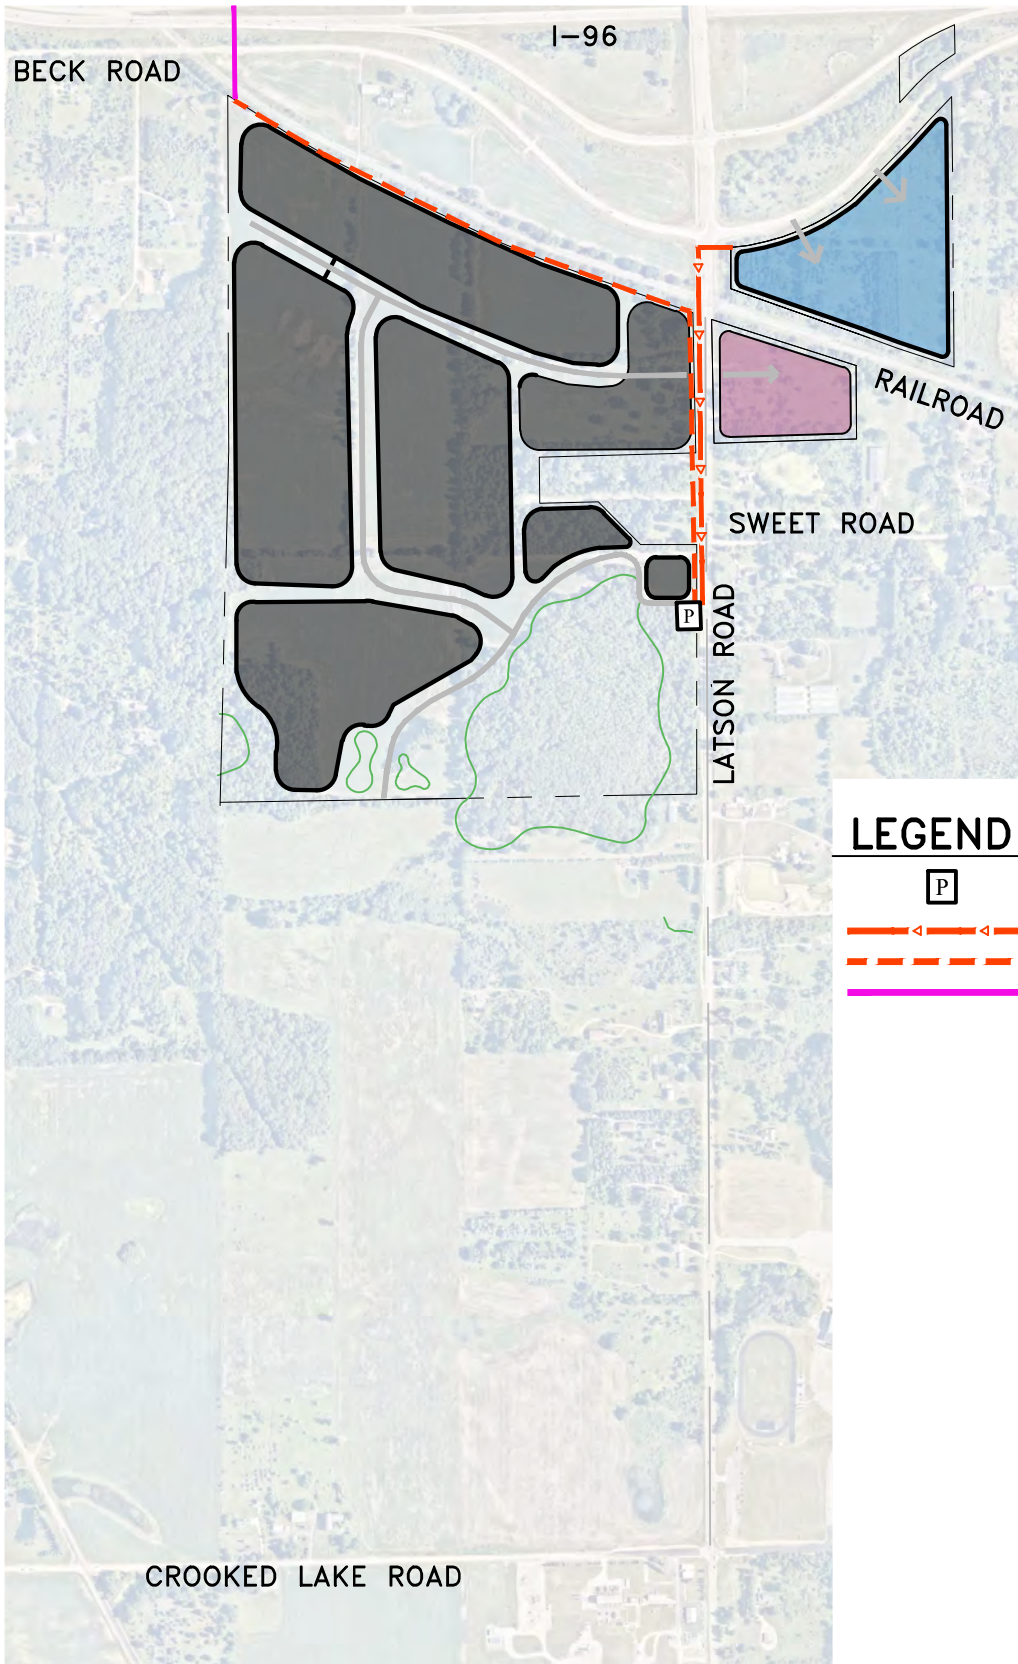 I-96
BECK ROAD
RAILROAD
SWEET ROAD
LATSON ROAD
P
LEGEND
P
CROOKED LAKE ROAD